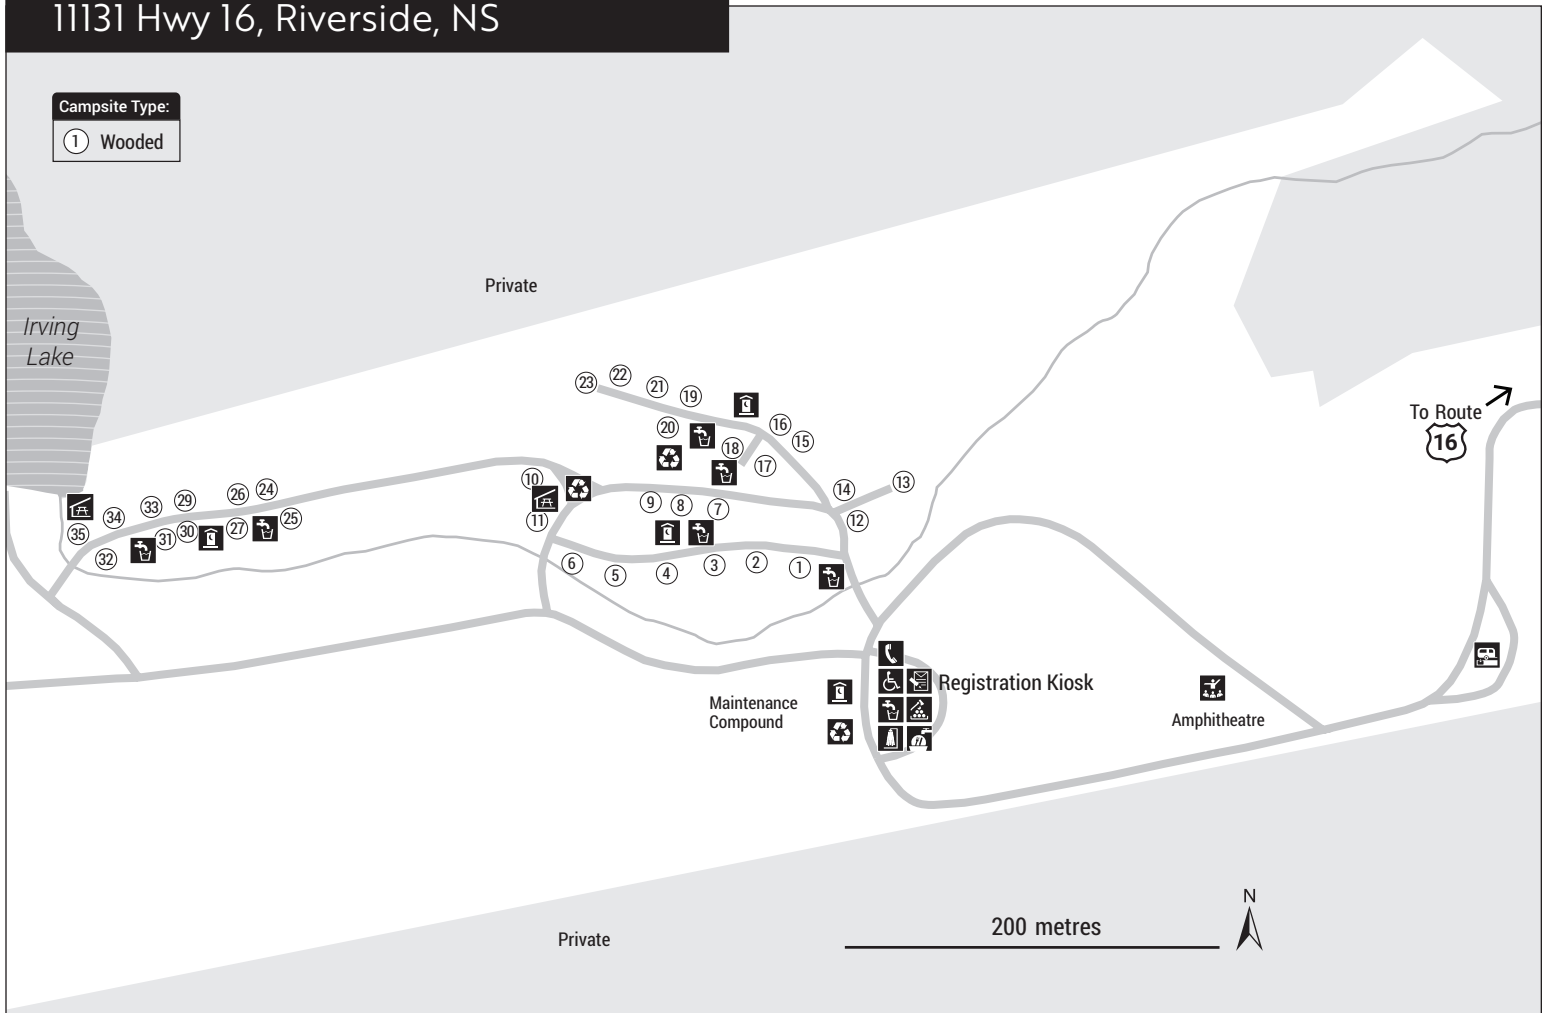 11131 Hwy 16, Riverside, NS
Campsite Type:
1 Wooded
Private
Irving
Lake
To Route
16
23
22
21
19
20
16
15
18
17
14
13
12
10
11
9
8
7
6
5
4
3
2
1
24
26
29
33
34
35
32
31
30
27
25
Registration Kiosk
Maintenance
Compound
Amphitheatre
Private
200 metres
N